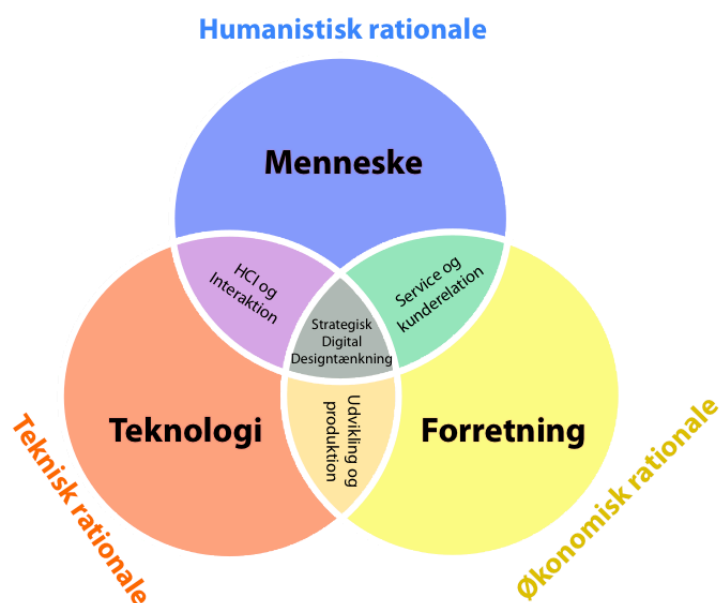 Humanistisk rationale
Menneske
HCI og
Interaktion
Service og
kunderelation
Strategisk
Digital
Designtænkning
Teknologi
Forretning
Udvikling og
produktion
Teknisk rationale
Økonomisk rationale